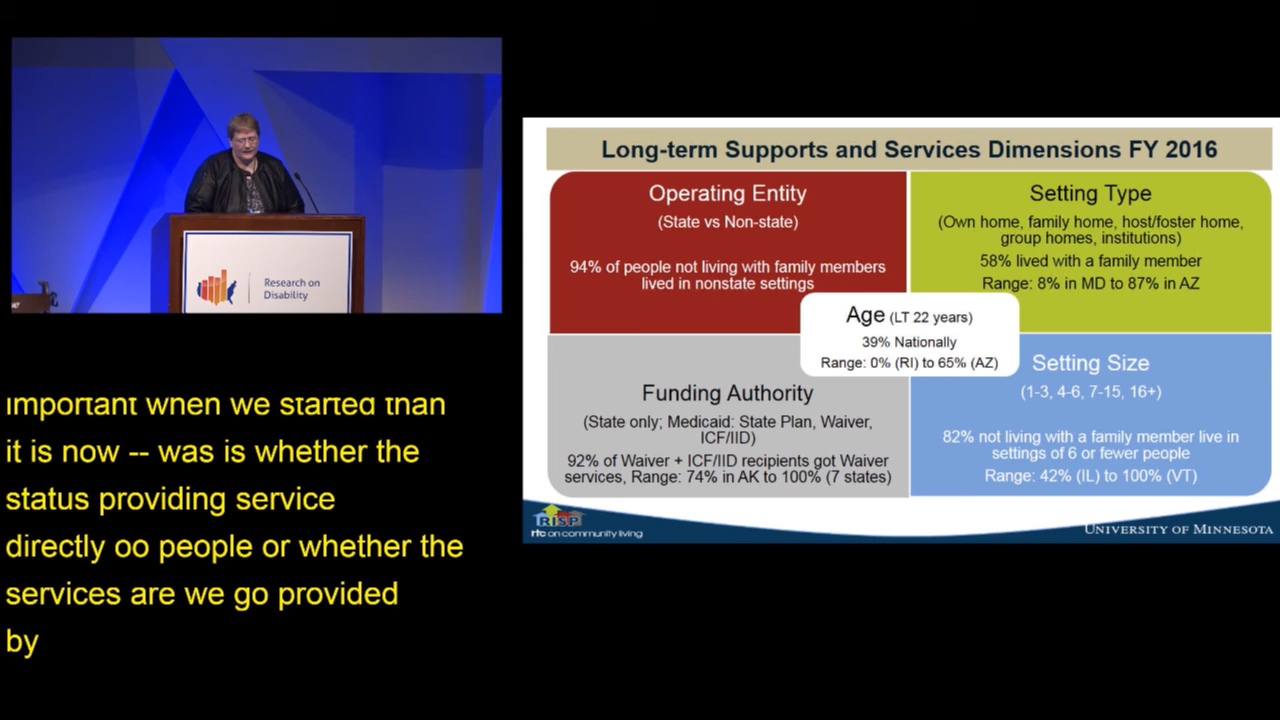 Research on
Disability
important when we started than
it is now -- was is whether the
status providing service
directly oo people or whether the
services are we go provided
by
Long-term Supports and Services Dimensions FY 2016
Operating Entity
(State vs Non-state)
94% of people not living with family members
lived in nonstate settings
Setting Type
(Own home, family home, host/foster home,
group homes, institutions)
58% lived with a family member
Range: 8% in MD to 87% in AZ
Age (LT 22 years)
39% Nationally
Range: 0% (RI) to 65% (AZ)
Funding Authority
(State only; Medicaid: State Plan, Waiver,
ICF/IID)
92% of Waiver + ICF/IID recipients got Waiver
services, Range: 74% in AK to 100% (7 states)
Setting Size
(1-3, 4-6, 7-15, 16+)
82% not living with a family member live in
settings of 6 or fewer people
Range: 42% (IL) to 100% (VT)
RISP
rtc on community living
UNIVERSITY OF MINNESOTA